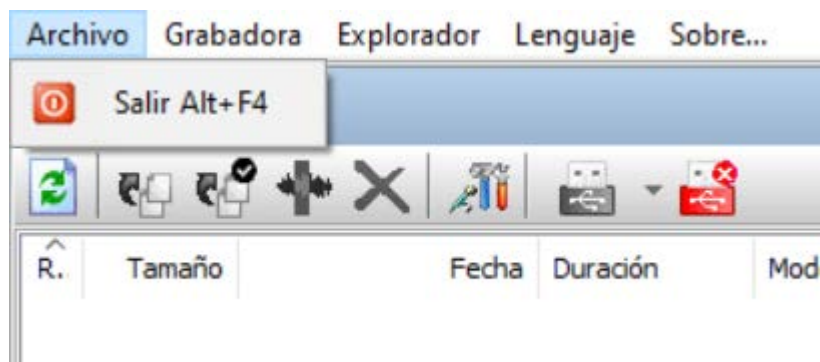 Archivo Grabadora Explorador Lenguaje Sobre...
Salir Alt+F4
R. Tamaño Fecha Duración Mod